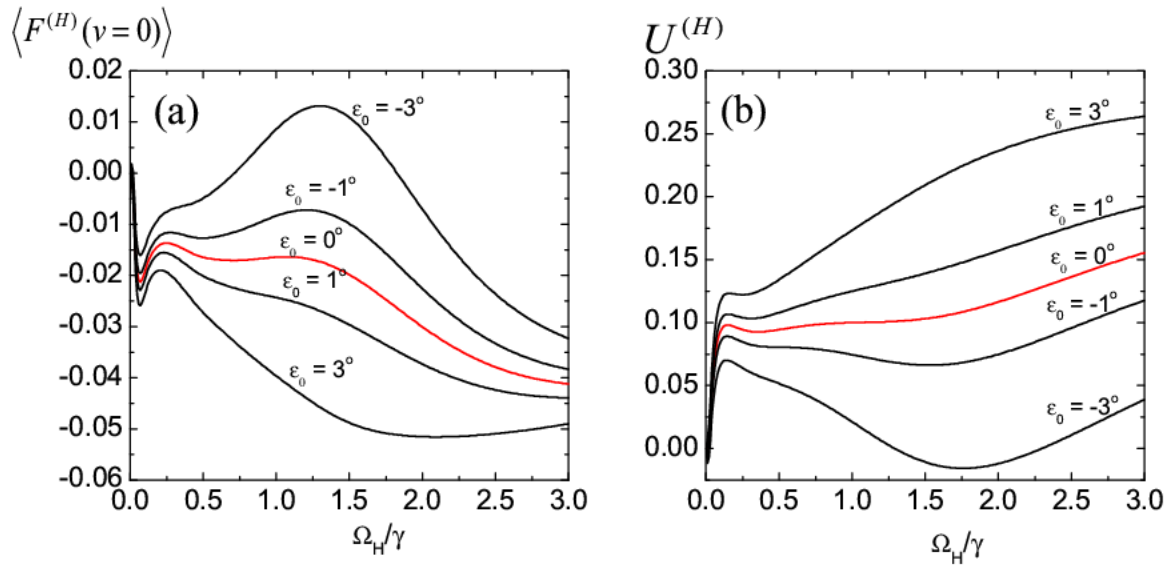 ⟨F^(H)(v=0)⟩
(a)
0.02
0.01
0.00
-0.01
-0.02
-0.03
-0.04
-0.05
-0.06
ε₀ = -3°
ε₀ = -1°
ε₀ = 0°
ε₀ = 1°
ε₀ = 3°
0.0 0.5 1.0 1.5 2.0 2.5 3.0
Ω_H/γ
U^(H)
(b)
0.30
0.25
0.20
0.15
0.10
0.05
0.00
ε₀ = 3°
ε₀ = 1°
ε₀ = 0°
ε₀ = -1°
ε₀ = -3°
0.0 0.5 1.0 1.5 2.0 2.5 3.0
Ω_H/γ